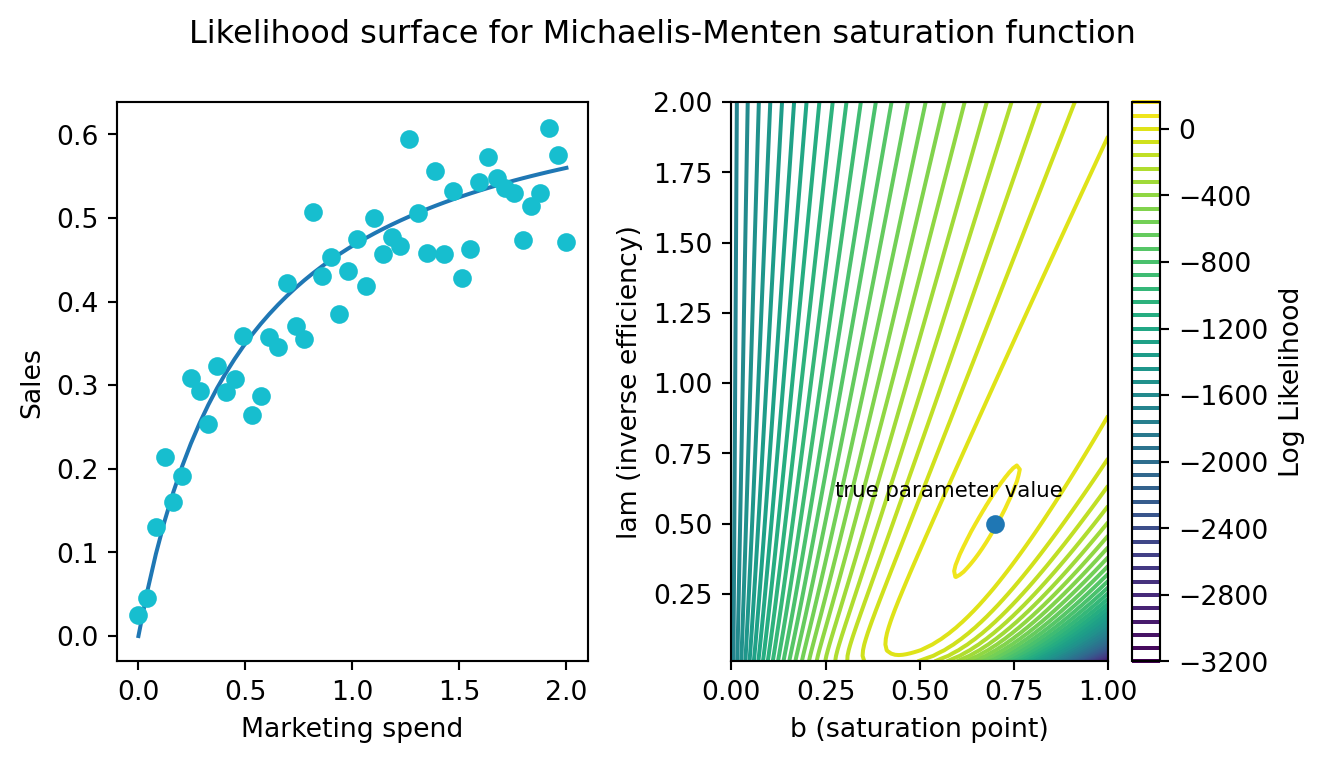 Likelihood surface for Michaelis-Menten saturation function
Sales
0.6
0.5
0.4
0.3
0.2
0.1
0.0
0.0 0.5 1.0 1.5 2.0
Marketing spend
lam (inverse efficiency)
2.00
1.75
1.50
1.25
1.00
0.75
0.50
0.25
true parameter value
0.00 0.25 0.50 0.75 1.00
b (saturation point)
0
−400
−800
−1200
−1600
−2000
−2400
−2800
−3200
Log Likelihood